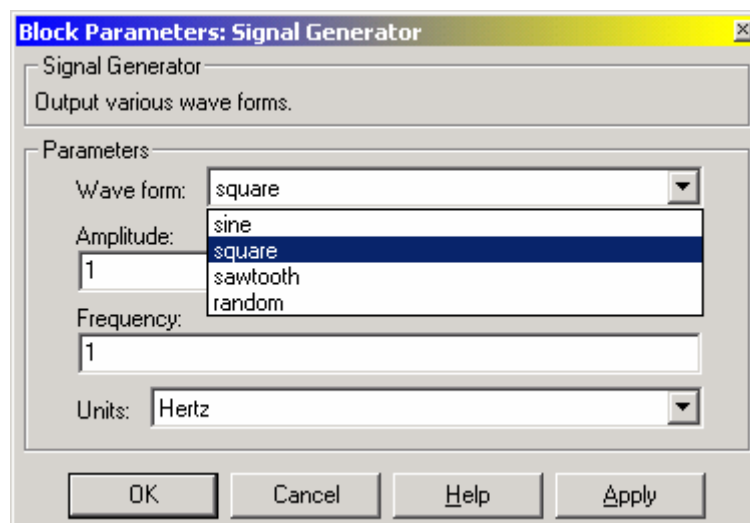 Block Parameters: Signal Generator
Signal Generator
Output various wave forms.
Parameters
Wave form: square
sine
square
sawtooth
random
Amplitude:
1
Frequency:
1
Units: Hertz
OK Cancel Help Apply